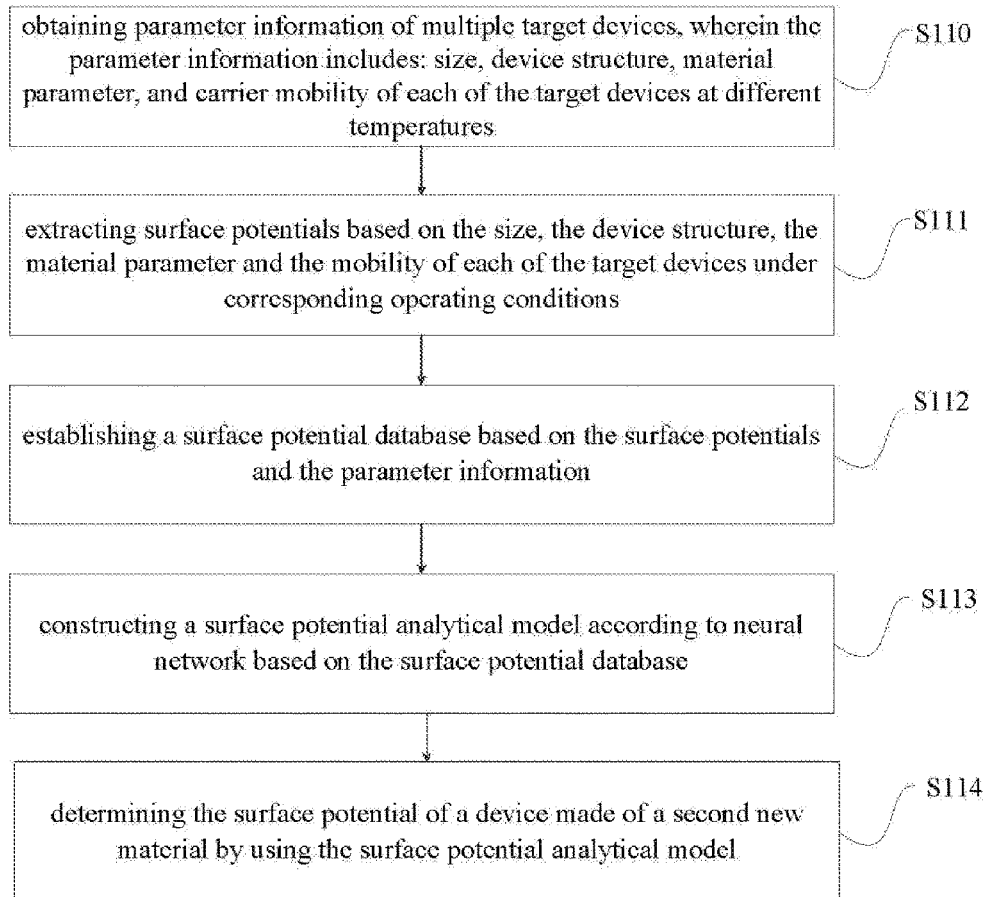 obtaining parameter information of multiple target devices, wherein the
parameter information includes: size, device structure, material
parameter, and carrier mobility of each of the target devices at different
temperatures
S110
extracting surface potentials based on the size, the device structure, the
material parameter and the mobility of each of the target devices under
corresponding operating conditions
S111
establishing a surface potential database based on the surface potentials
and the parameter information
S112
constructing a surface potential analytical model according to neural
network based on the surface potential database
S113
determining the surface potential of a device made of a second new
material by using the surface potential analytical model
S114